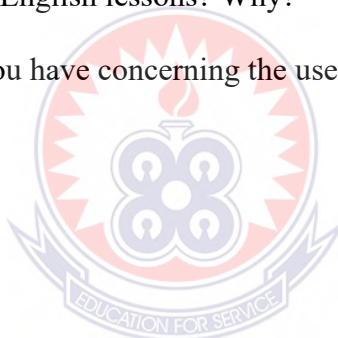 English lessons? Why?
ou have concerning the use
EDUCATION FOR SERVICE